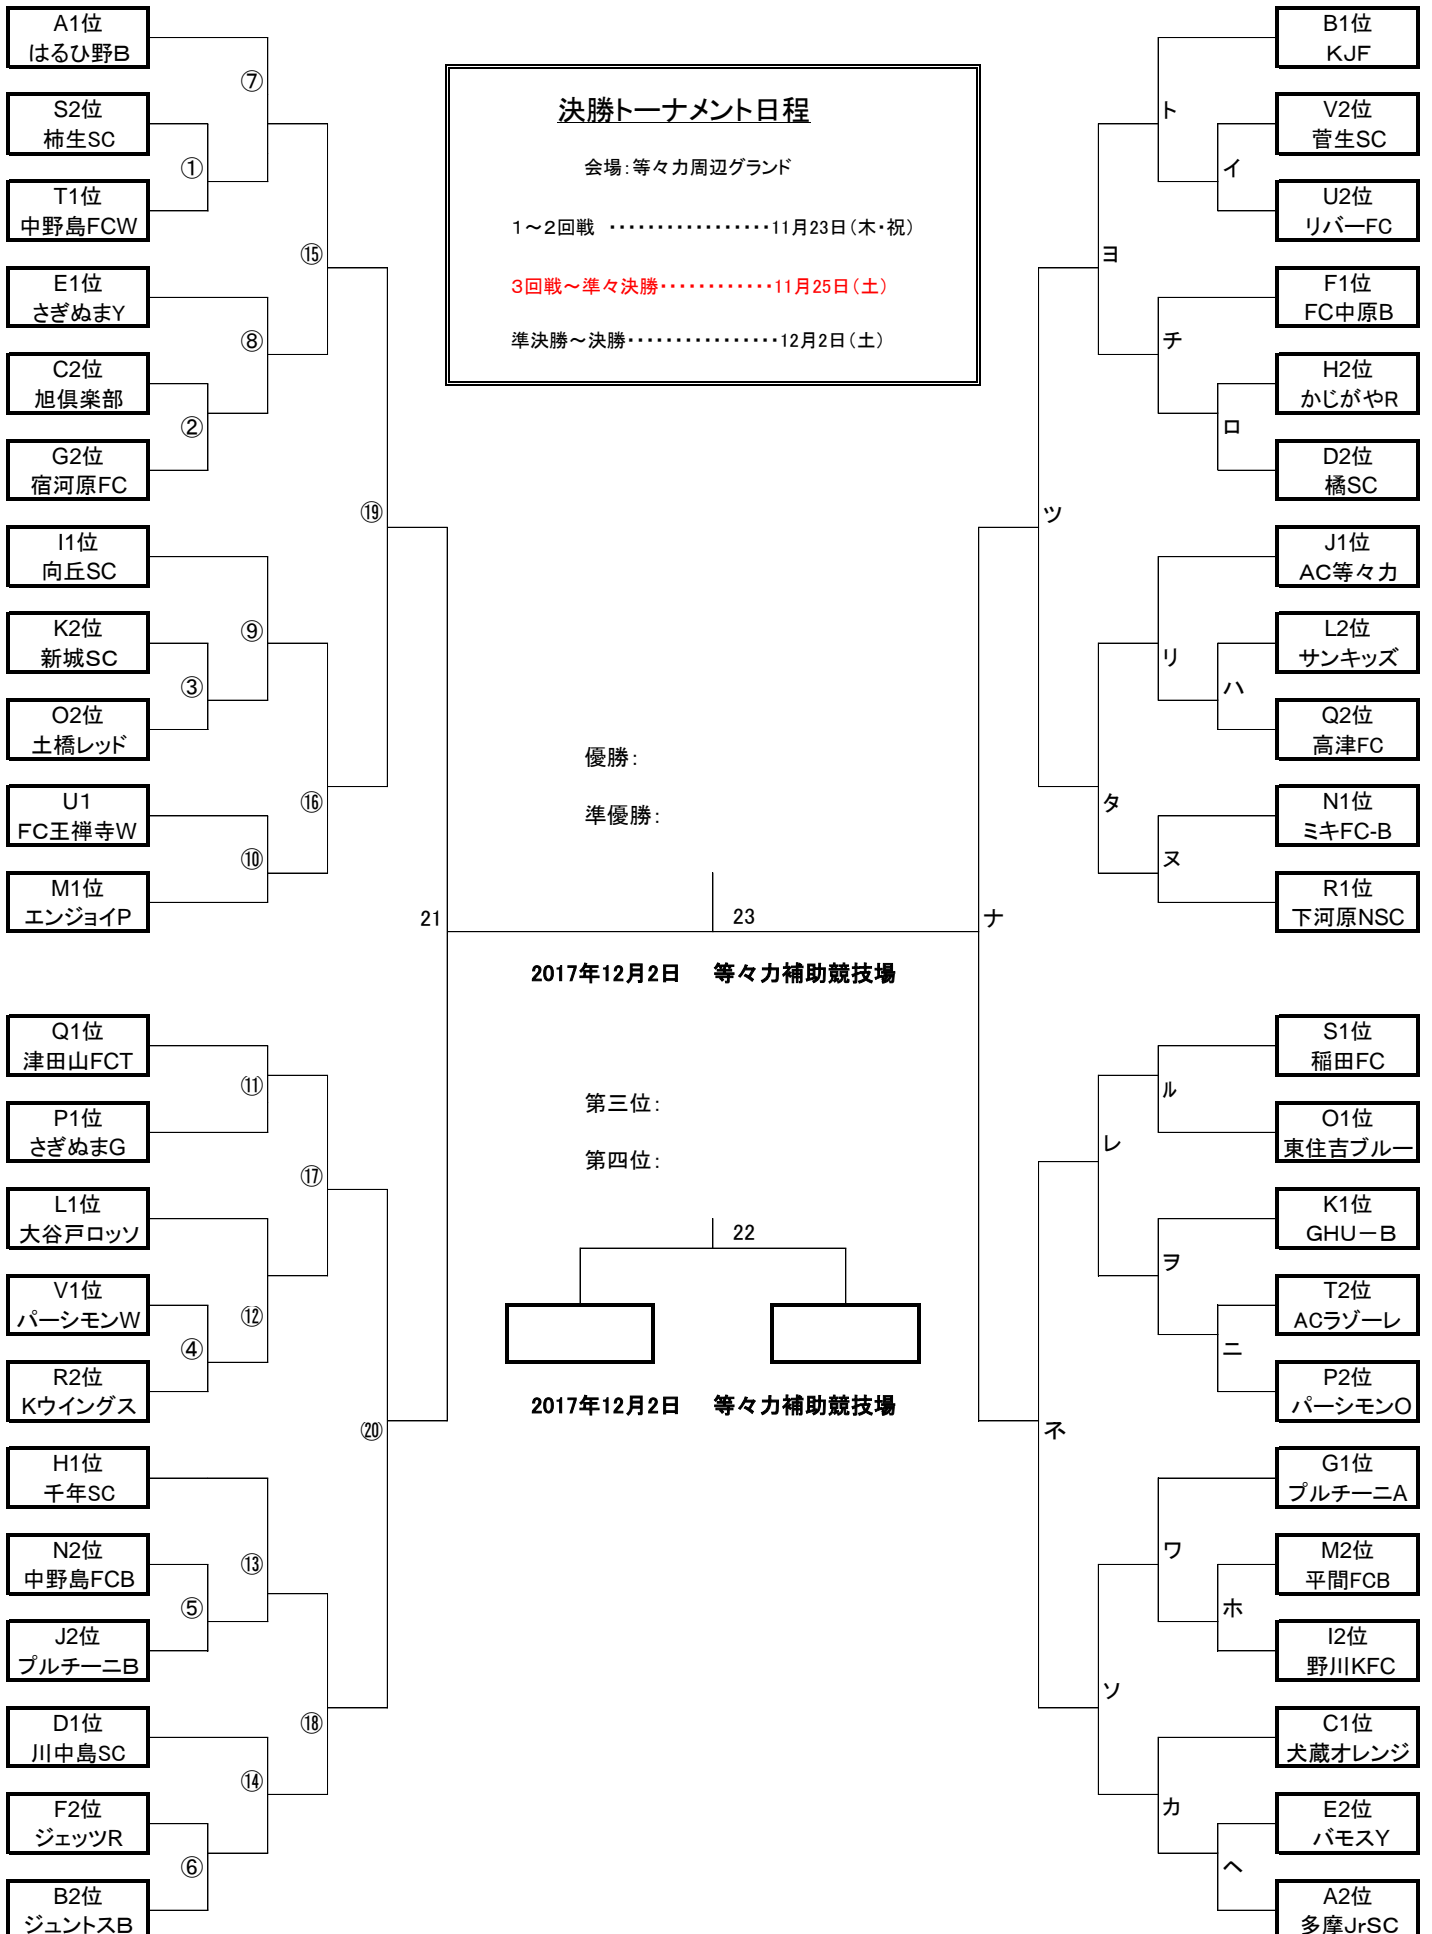 A1位
はるひ野B
⑦
S2位
柿生SC
①
T1位
中野島FCW
⑮
E1位
さぎぬまY
⑧
C2位
旭倶楽部
②
G2位
宿河原FC
⑲
I1位
向丘SC
⑨
K2位
新城SC
③
O2位
土橋レッド
⑯
U1
FC王禅寺W
⑩
M1位
エンジョイP
21
Q1位
津田山FCT
⑪
P1位
さぎぬまG
⑰
L1位
大谷戸ロッソ
⑫
V1位
パーシモンW
④
R2位
Kウイングス
⑳
H1位
千年SC
⑬
N2位
中野島FCB
⑤
J2位
プルチーニB
⑱
D1位
川中島SC
⑭
F2位
ジェッツR
⑥
B2位
ジュントスB
決勝トーナメント日程
会場:等々力周辺グランド
1～2回戦 ・・・・・・・・・・・・・・・・・11月23日(木・祝)
3回戦～準々決勝・・・・・・・・・・・・11月25日(土)
準決勝～決勝・・・・・・・・・・・・・・・・12月2日(土)
優勝:
準優勝:
23
2017年12月2日 等々力補助競技場
第三位:
第四位:
22
2017年12月2日 等々力補助競技場
B1位
KJF
ト
V2位
菅生SC
イ
U2位
リバーFC
ヨ
F1位
FC中原B
チ
H2位
かじがやR
ロ
D2位
橘SC
ツ
J1位
AC等々力
リ
L2位
サンキッズ
ハ
Q2位
高津FC
タ
N1位
ミキFC-B
ヌ
R1位
下河原NSC
ナ
S1位
稲田FC
ル
O1位
東住吉ブルー
レ
K1位
GHU－B
ヲ
T2位
ACラゾーレ
ニ
P2位
パーシモンO
ネ
G1位
プルチーニA
ワ
M2位
平間FCB
ホ
I2位
野川KFC
ソ
C1位
犬蔵オレンジ
カ
E2位
バモスY
ヘ
A2位
多摩JrSC